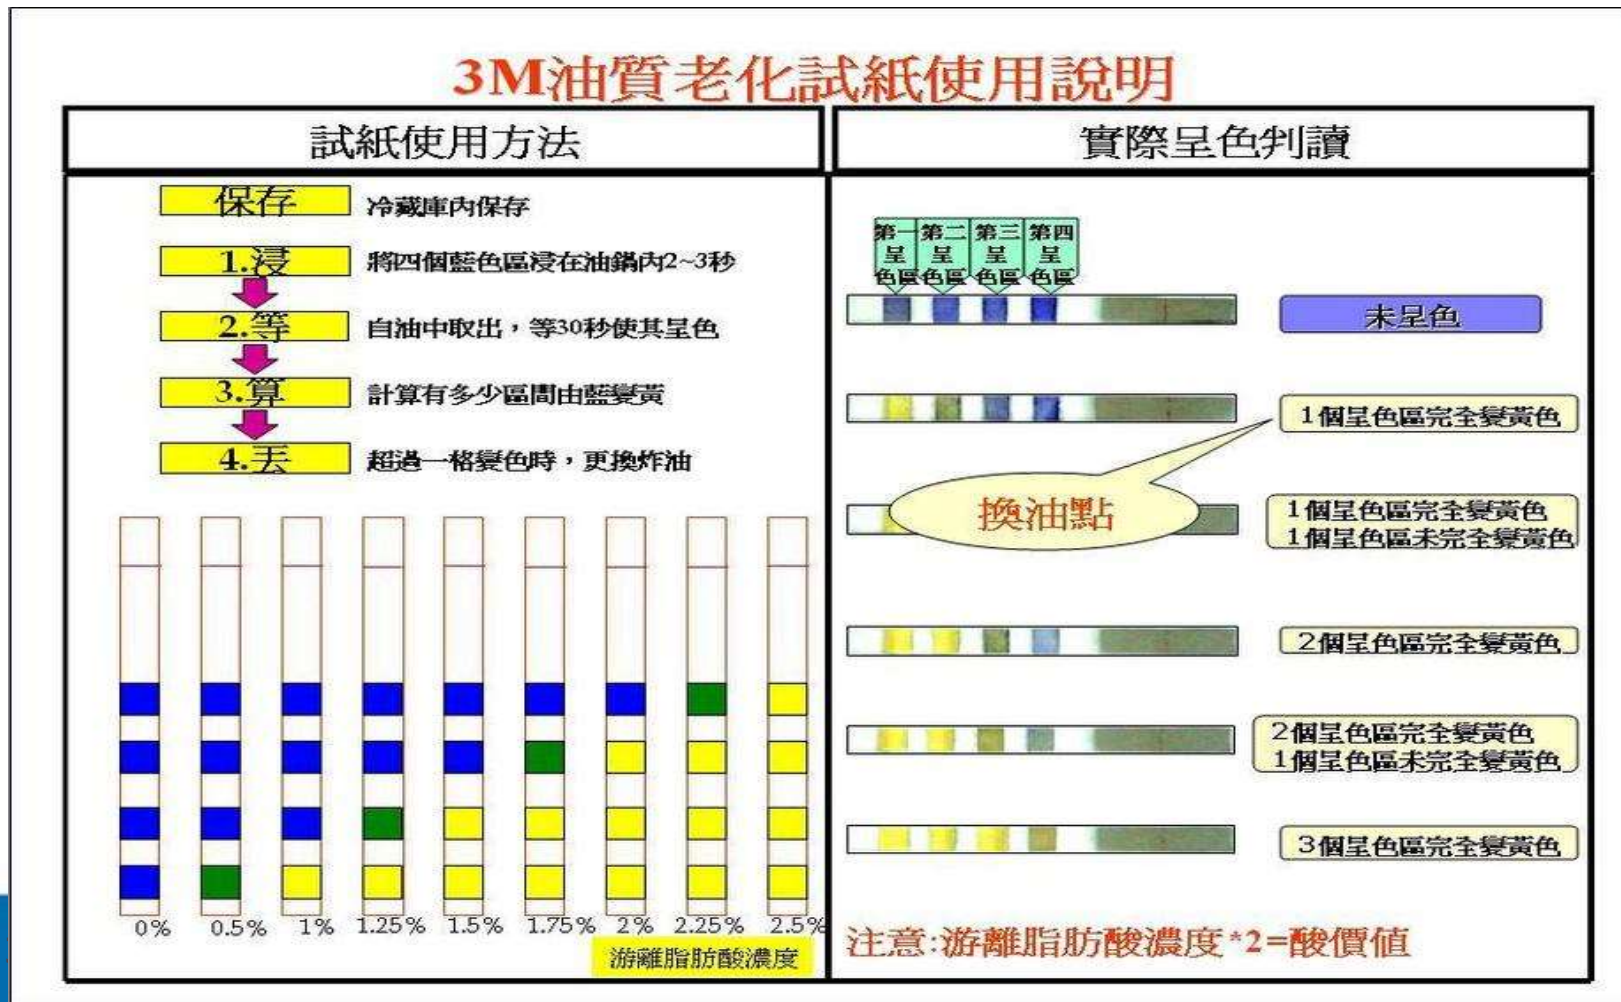 3M油質老化試紙使用說明
試紙使用方法
實際呈色判讀
保存
冷藏庫內保存
1.浸
將四個藍色區浸在油鍋內2~3秒
2.等
自油中取出，等30秒使其呈色
3.算
計算有多少區間由藍變黃
4.丟
超過一格變色時，更換炸油
0%
0.5%
1%
1.25%
1.5%
1.75%
2%
2.25%
2.5%
游離脂肪酸濃度
第一
呈
色區
第二
呈
色區
第三
呈
色區
第四
呈
色區
未呈色
1個呈色區完全變黃色
換油點
1個呈色區完全變黃色
1個呈色區未完全變黃色
2個呈色區完全變黃色
2個呈色區完全變黃色
1個呈色區未完全變黃色
3個呈色區完全變黃色
注意:游離脂肪酸濃度*2=酸價值